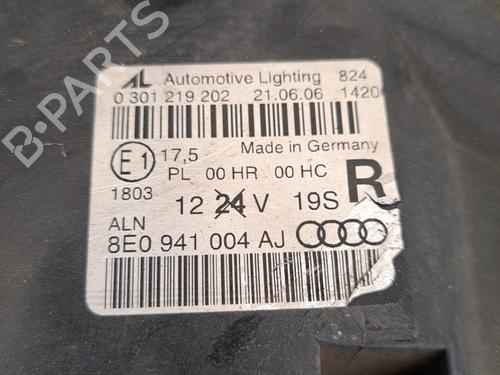 AL Automotive Lighting 824
0 301 219 202 21.06.06 1420
E1 17,5 Made in Germany
PL 00 HR 00 HC
1803
R
12 24 V 19S
ALN
8E0 941 004 AJ
B-PARTS